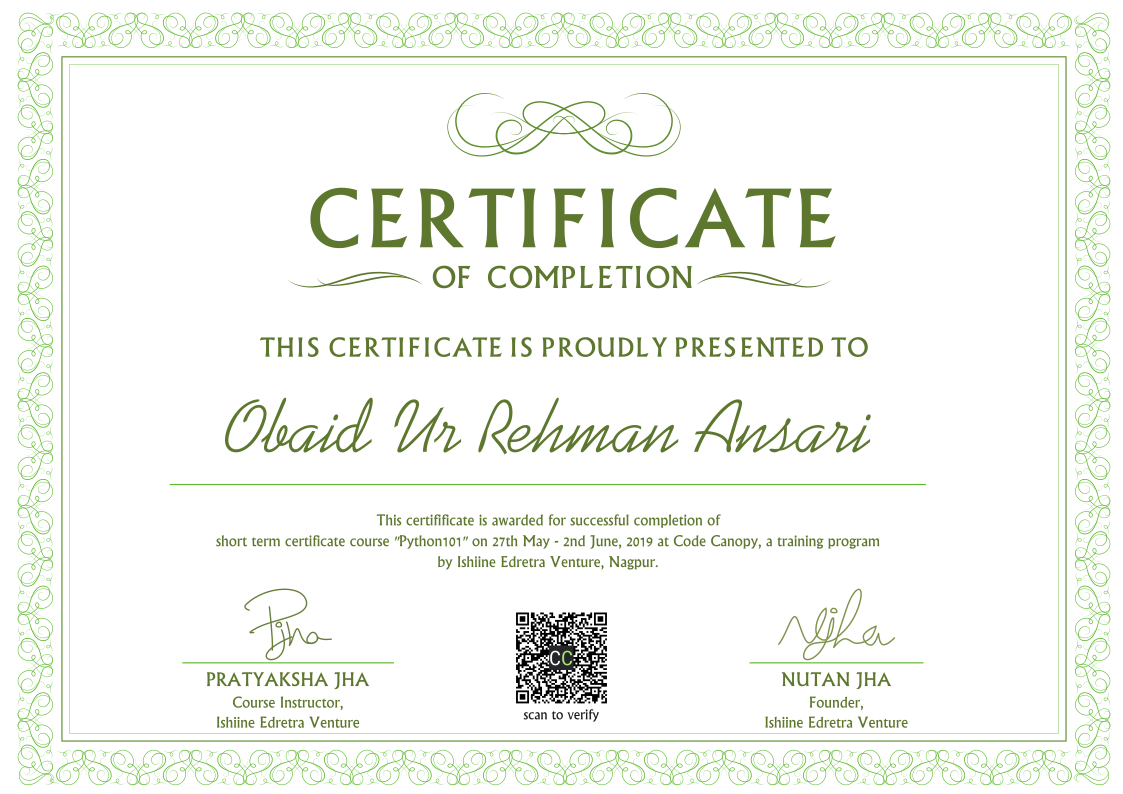 CERTIFICATE
OF COMPLETION
THIS CERTIFICATE IS PROUDLY PRESENTED TO
Obaid Ur Rehman Ansari
This certifificate is awarded for successful completion of
short term certificate course "Python101" on 27th May - 2nd June, 2019 at Code Canopy, a training program
by Ishiine Edretra Venture, Nagpur.
Pjha
Njha
CC
scan to verify
PRATYAKSHA JHA
Course Instructor,
Ishiine Edretra Venture
NUTAN JHA
Founder,
Ishiine Edretra Venture